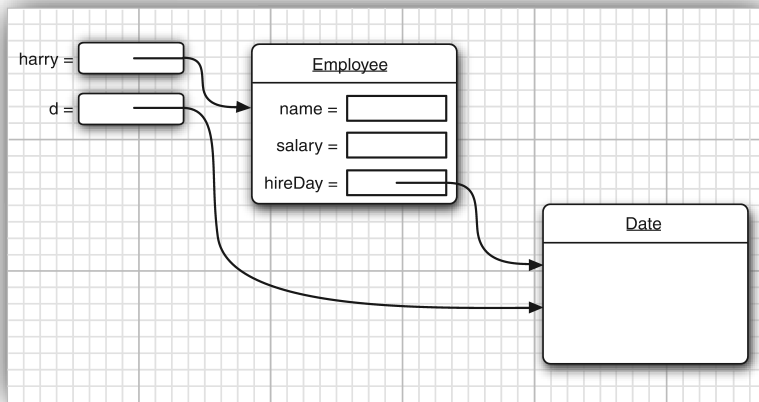 harry =
d =
Employee
name =
salary =
hireDay =
Date